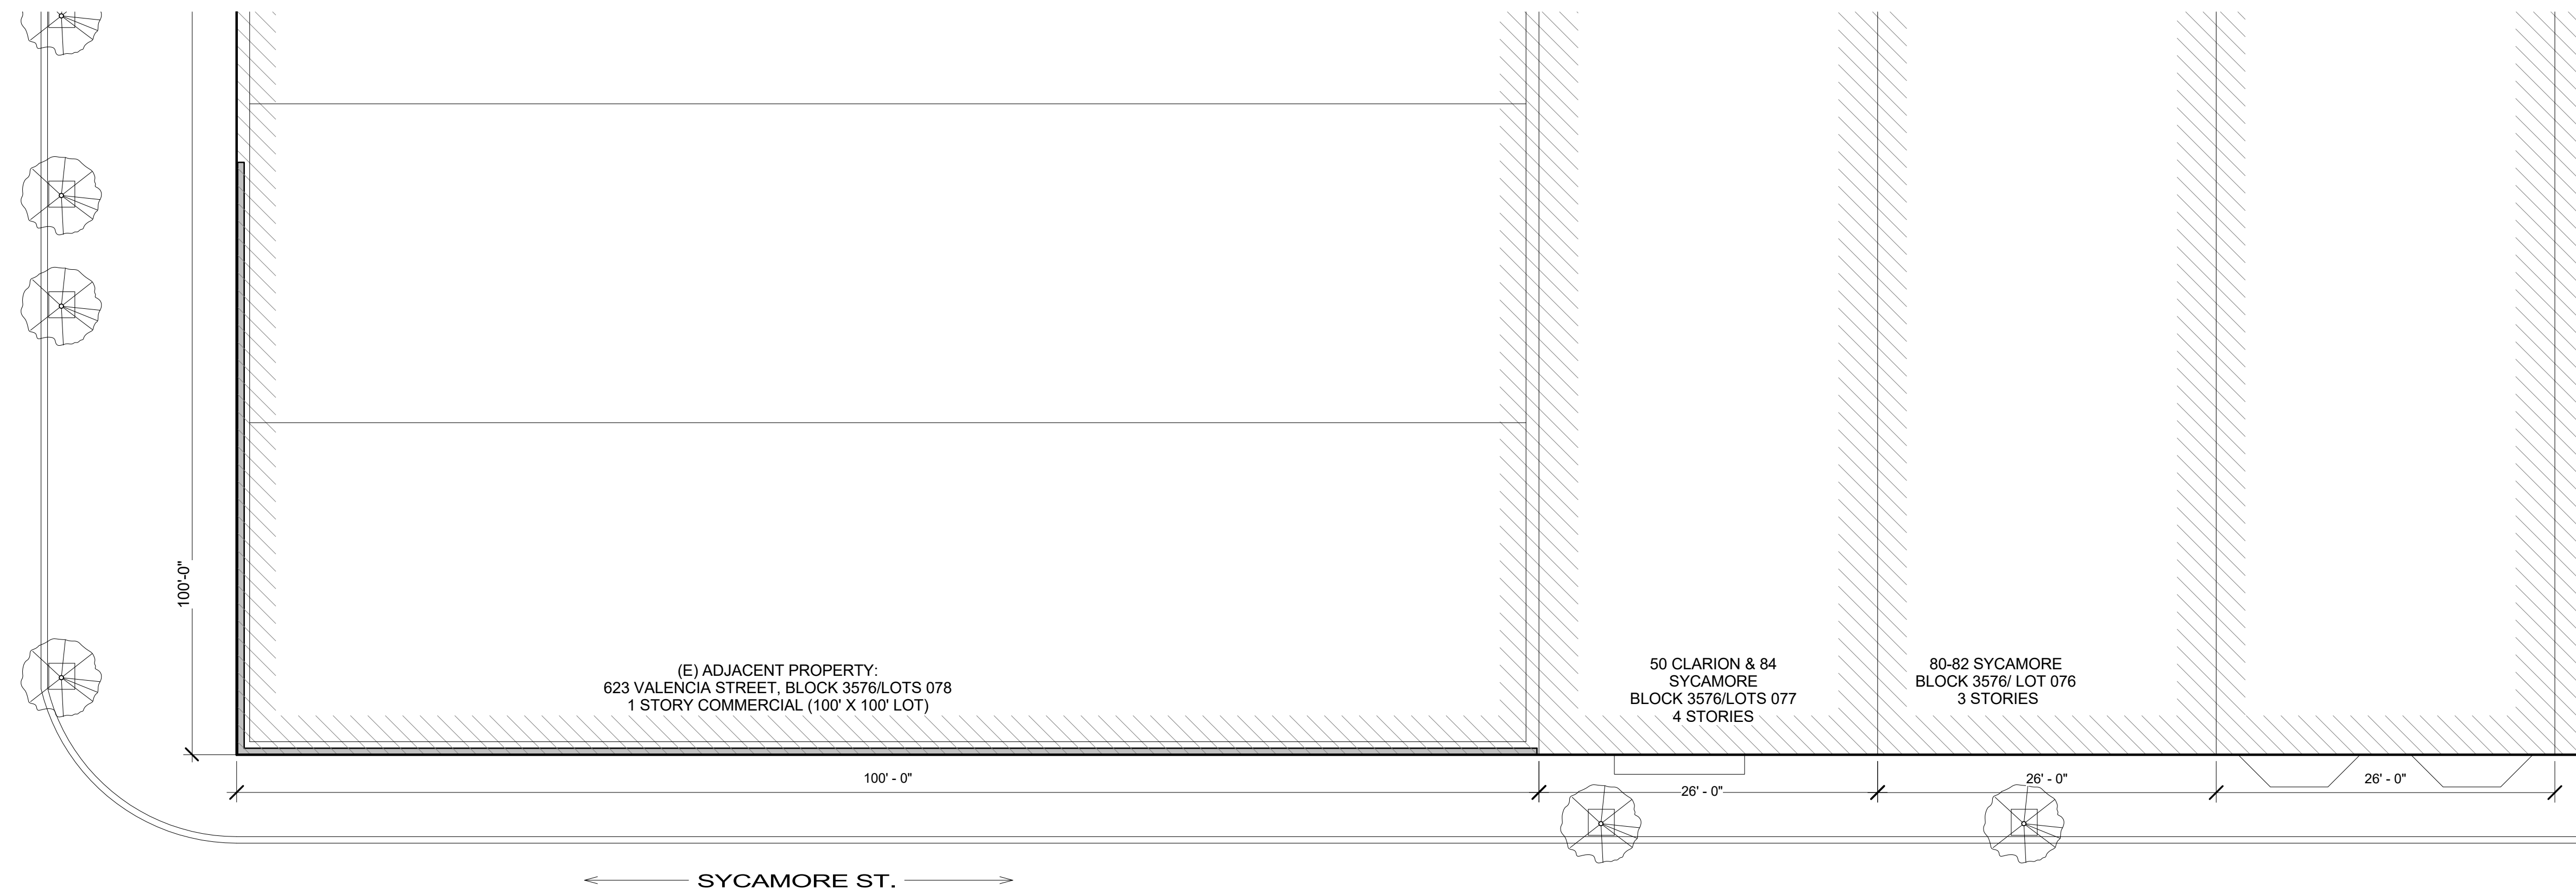 100'-0"
(E) ADJACENT PROPERTY:
623 VALENCIA STREET, BLOCK 3576/LOTS 078
1 STORY COMMERCIAL (100' X 100' LOT)
50 CLARION & 84
SYCAMORE
BLOCK 3576/LOTS 077
4 STORIES
80-82 SYCAMORE
BLOCK 3576/ LOT 076
3 STORIES
100' - 0"
26' - 0"
26' - 0"
26' - 0"
SYCAMORE ST.